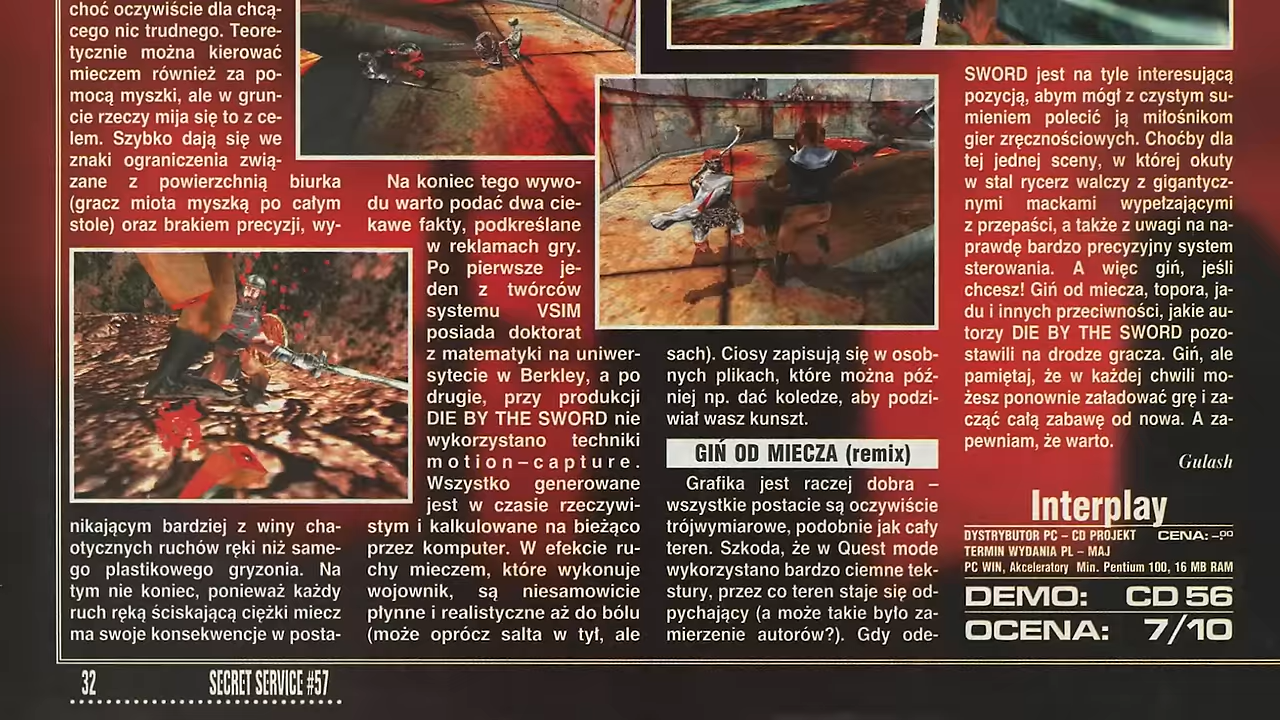 choć oczywiście dla chcą-
cego nic trudnego. Teore-
tycznie można kierować
mieczem również za po-
mocą myszki, ale w grun-
cie rzeczy mija się to z ce-
lem. Szybko dają się we
znaki ograniczenia zwią-
zane z powierzchnią biurka
(gracz miota myszką po całym
stole) oraz brakiem precyzji, wy-
nikającym bardziej z winy cha-
otycznych ruchów ręki niż same-
go plastikowego gryzonia. Na
tym nie koniec, ponieważ każdy
ruch ręką ściskającą ciężki miecz
ma swoje konsekwencje w posta-
Na koniec tego wywo-
du warto podać dwa cie-
kawe fakty, podkreślane
w reklamach gry.
Po pierwsze je-
den z twórców
systemu VSIM
posiada doktorat
z matematyki na uniwer-
sytecie w Berkley, a po
drugie, przy produkcji
DIE BY THE SWORD nie
wykorzystano techniki
motion–capture.
Wszystko generowane
jest w czasie rzeczywi-
stym i kalkulowane na bieżąco
przez komputer. W efekcie ru-
chy mieczem, które wykonuje
wojownik, są niesamowicie
płynne i realistyczne aż do bólu
(może oprócz salta w tył, ale
sach). Ciosy zapisują się w osob-
nych plikach, które można póź-
niej np. dać koledze, aby podzi-
wiał wasz kunszt.
GIŃ OD MIECZA (remix)
Grafika jest raczej dobra –
wszystkie postacie są oczywiście
trójwymiarowe, podobnie jak cały
teren. Szkoda, że w Quest mode
wykorzystano bardzo ciemne tek-
stury, przez co teren staje się od-
pychający (a może takie było za-
mierzenie autorów?). Gdy ode-
SWORD jest na tyle interesującą
pozycją, abym mógł z czystym su-
mieniem polecić ją miłośnikom
gier zręcznościowych. Choćby dla
tej jednej sceny, w której okuty
w stal rycerz walczy z gigantycz-
nymi mackami wypełzającymi
z przepaści, a także z uwagi na na-
prawdę bardzo precyzyjny system
sterowania. A więc giń, jeśli
chcesz! Giń od miecza, topora, ja-
du i innych przeciwności, jakie au-
torzy DIE BY THE SWORD pozo-
stawili na drodze gracza. Giń, ale
pamiętaj, że w każdej chwili mo-
żesz ponownie załadować grę i za-
cząć całą zabawę od nowa. A za-
pewniam, że warto.
Gulash
Interplay
DYSTRYBUTOR PC – CD PROJEKT CENA: –,00
TERMIN WYDANIA PL – MAJ
PC WIN, Akceleratory Min. Pentium 100, 16 MB RAM
DEMO: CD 56
OCENA: 7/10
32 SECRET SERVICE #57